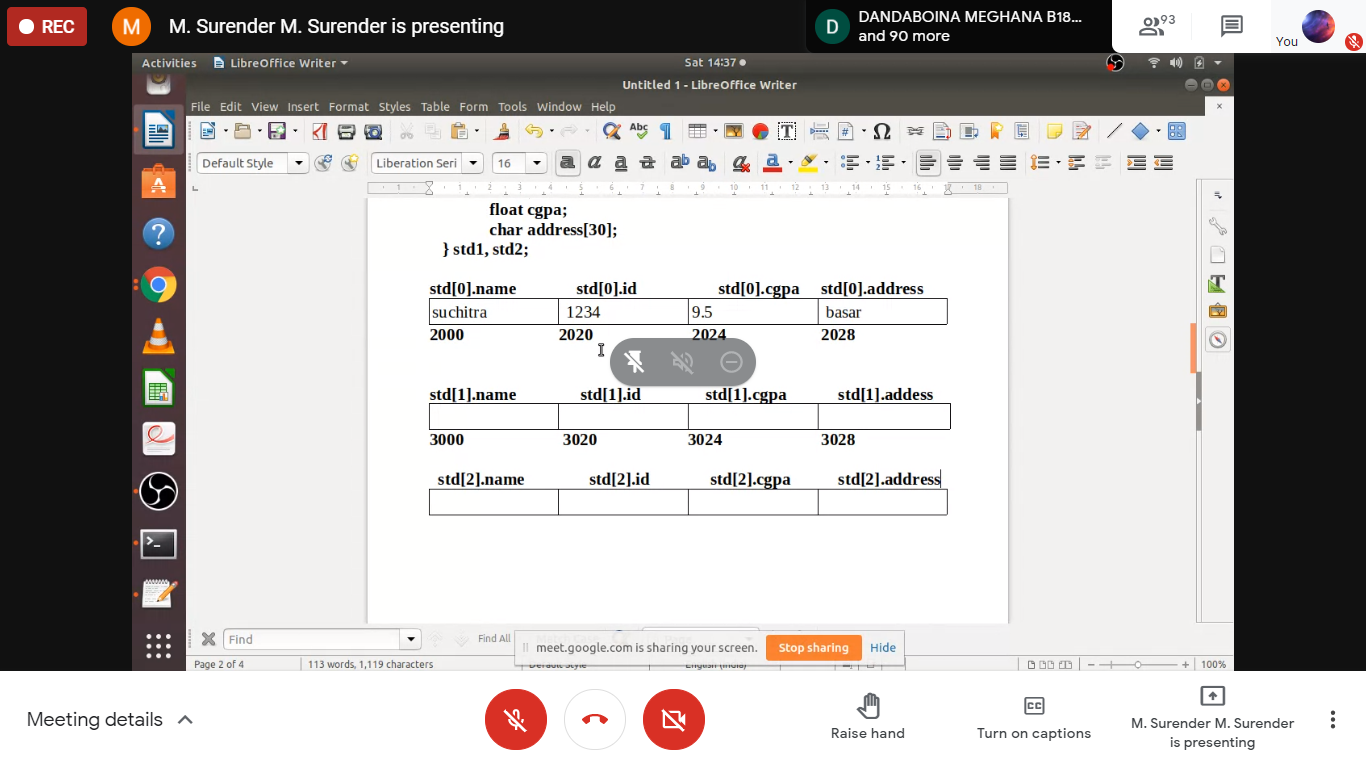 REC
M
M. Surender M. Surender is presenting
D
DANDABOINA MEGHANA B18...
and 90 more
93
You
Activities
LibreOffice Writer
Sat 14:37
Untitled 1 - LibreOffice Writer
File Edit View Insert Format Styles Table Form Tools Window Help
Default Style
Liberation Seri
16
float cgpa;
char address[30];
} std1, std2;
std[0].name std[0].id std[0].cgpa std[0].address
suchitra 1234 9.5 basar
2000 2020 2024 2028
std[1].name std[1].id std[1].cgpa std[1].addess
3000 3020 3024 3028
std[2].name std[2].id std[2].cgpa std[2].address
Find
Find All
meet.google.com is sharing your screen.
Stop sharing
Hide
Page 2 of 4
113 words, 1,119 characters
Default Style
English (India)
100%
Meeting details
Raise hand
Turn on captions
M. Surender M. Surender
is presenting